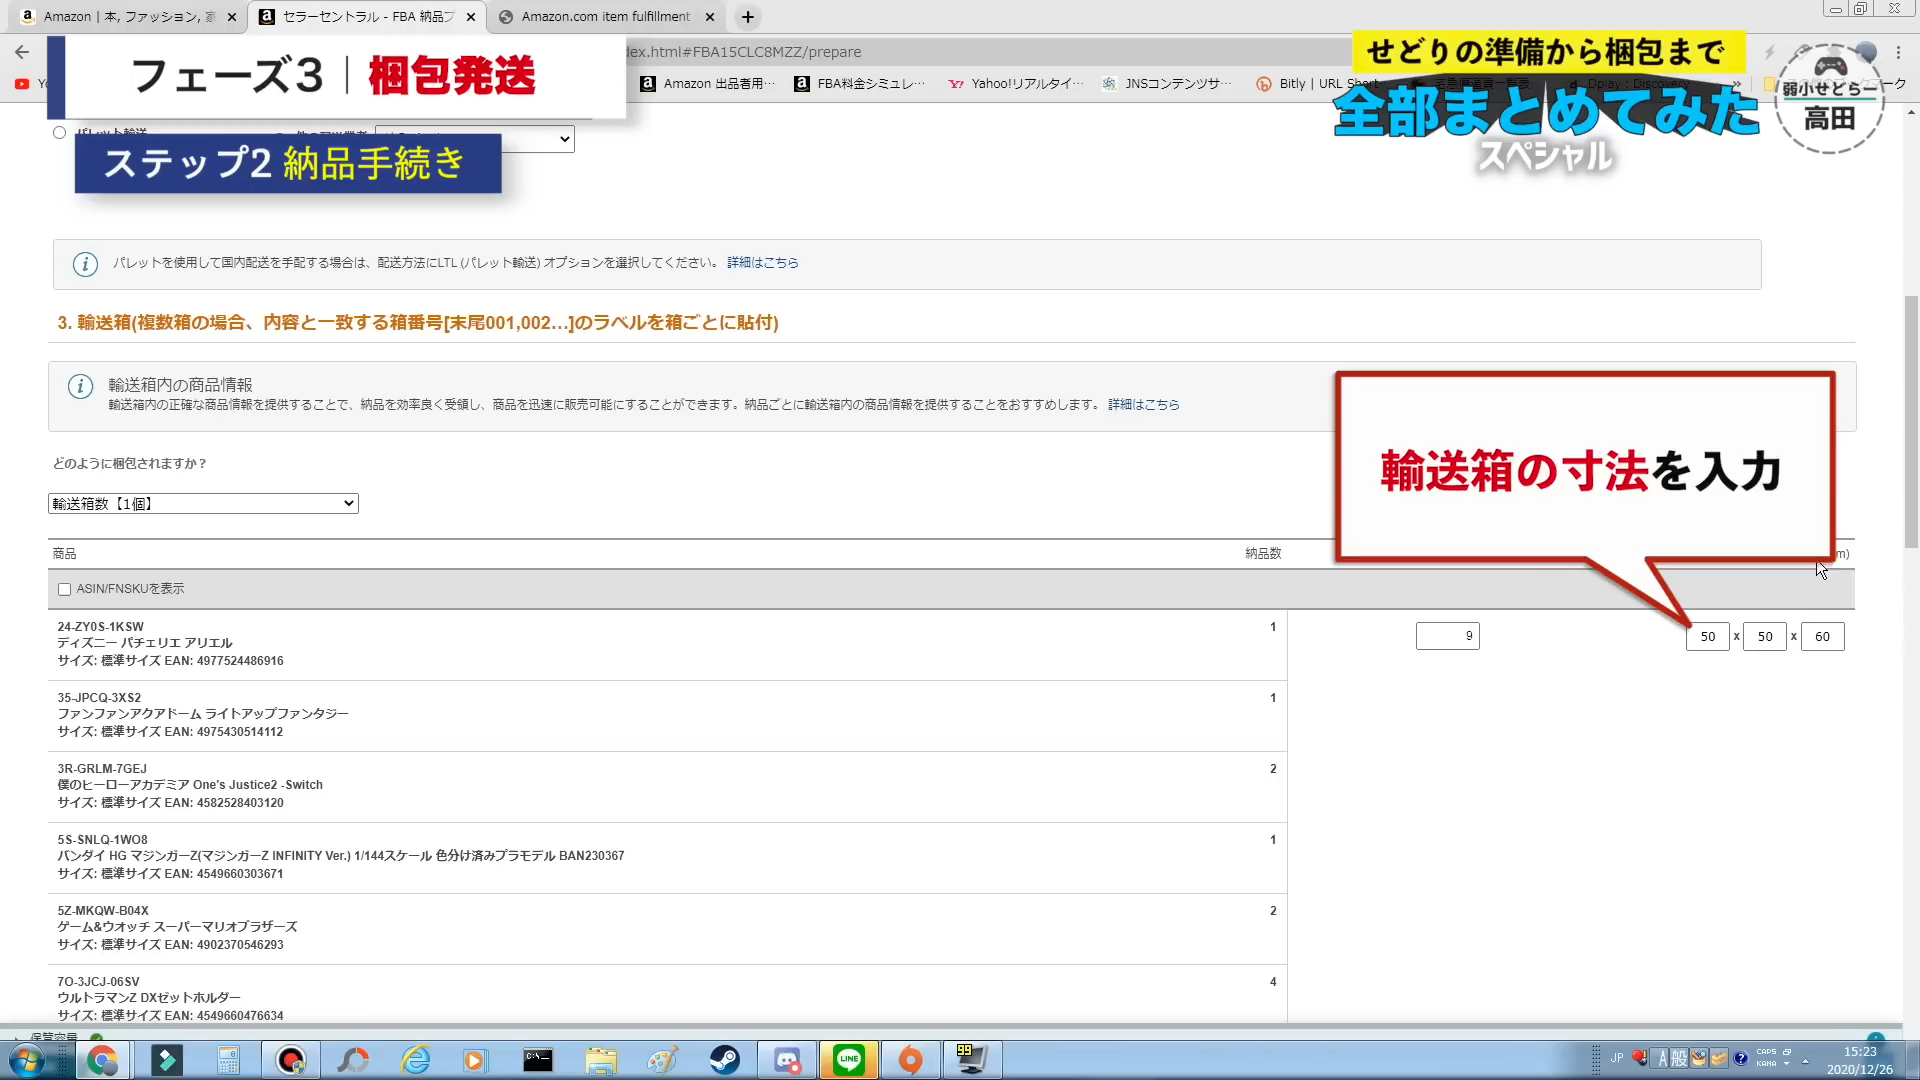 Amazon | 本, ファッション, 家
セラーセントラル - FBA 納品プ
Amazon.com item fulfillment
dex.html#FBA15CLC8MZZ/prepare
Amazon 出品者用…
FBA料金シミュレ…
Yahoo!リアルタイ…
JNSコンテンツサ…
Bitly | URL Short
フェーズ3｜梱包発送
ステップ2 納品手続き
せどりの準備から梱包まで
全部まとめてみた
スペシャル
弱小せどらー
高田
パレット輸送
パレットを使用して国内配送を手配する場合は、配送方法にLTL (パレット輸送) オプションを選択してください。 詳細はこちら
3. 輸送箱(複数箱の場合、内容と一致する箱番号[末尾001,002...]のラベルを箱ごとに貼付)
輸送箱内の商品情報
輸送箱内の正確な商品情報を提供することで、納品を効率良く受領し、商品を迅速に販売可能にすることができます。納品ごとに輸送箱内の商品情報を提供することをおすすめします。 詳細はこちら
輸送箱の寸法を入力
どのように梱包されますか？
輸送箱数【1個】
商品
納品数
m)
ASIN/FNSKUを表示
24-ZY0S-1KSW
1
ディズニー パチェリエ アリエル
サイズ: 標準サイズ EAN: 4977524486916
9
50 x 50 x 60
35-JPCQ-3XS2
1
ファンファンアクアドーム ライトアップファンタジー
サイズ: 標準サイズ EAN: 4975430514112
3R-GRLM-7GEJ
2
僕のヒーローアカデミア One's Justice2 -Switch
サイズ: 標準サイズ EAN: 4582528403120
5S-SNLQ-1WO8
1
バンダイ HG マジンガーZ(マジンガーZ INFINITY Ver.) 1/144スケール 色分け済みプラモデル BAN230367
サイズ: 標準サイズ EAN: 4549660303671
5Z-MKQW-B04X
2
ゲーム&ウオッチ スーパーマリオブラザーズ
サイズ: 標準サイズ EAN: 4902370546293
7O-3JCJ-06SV
4
ウルトラマンZ DXゼットホルダー
サイズ: 標準サイズ EAN: 4549660476634
保管容量
LINE
99
JP
A 般
CAPS
KANA
15:23
2020/12/26